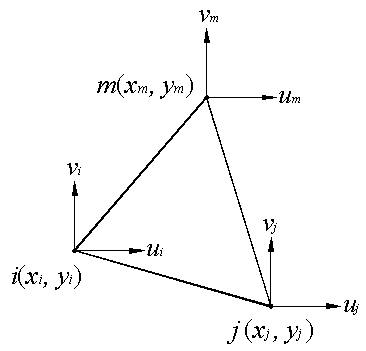 vₘ
m(xₘ, yₘ)
uₘ
vᵢ
vⱼ
uᵢ
i(xᵢ, yᵢ)
uⱼ
j (xⱼ, yⱼ)